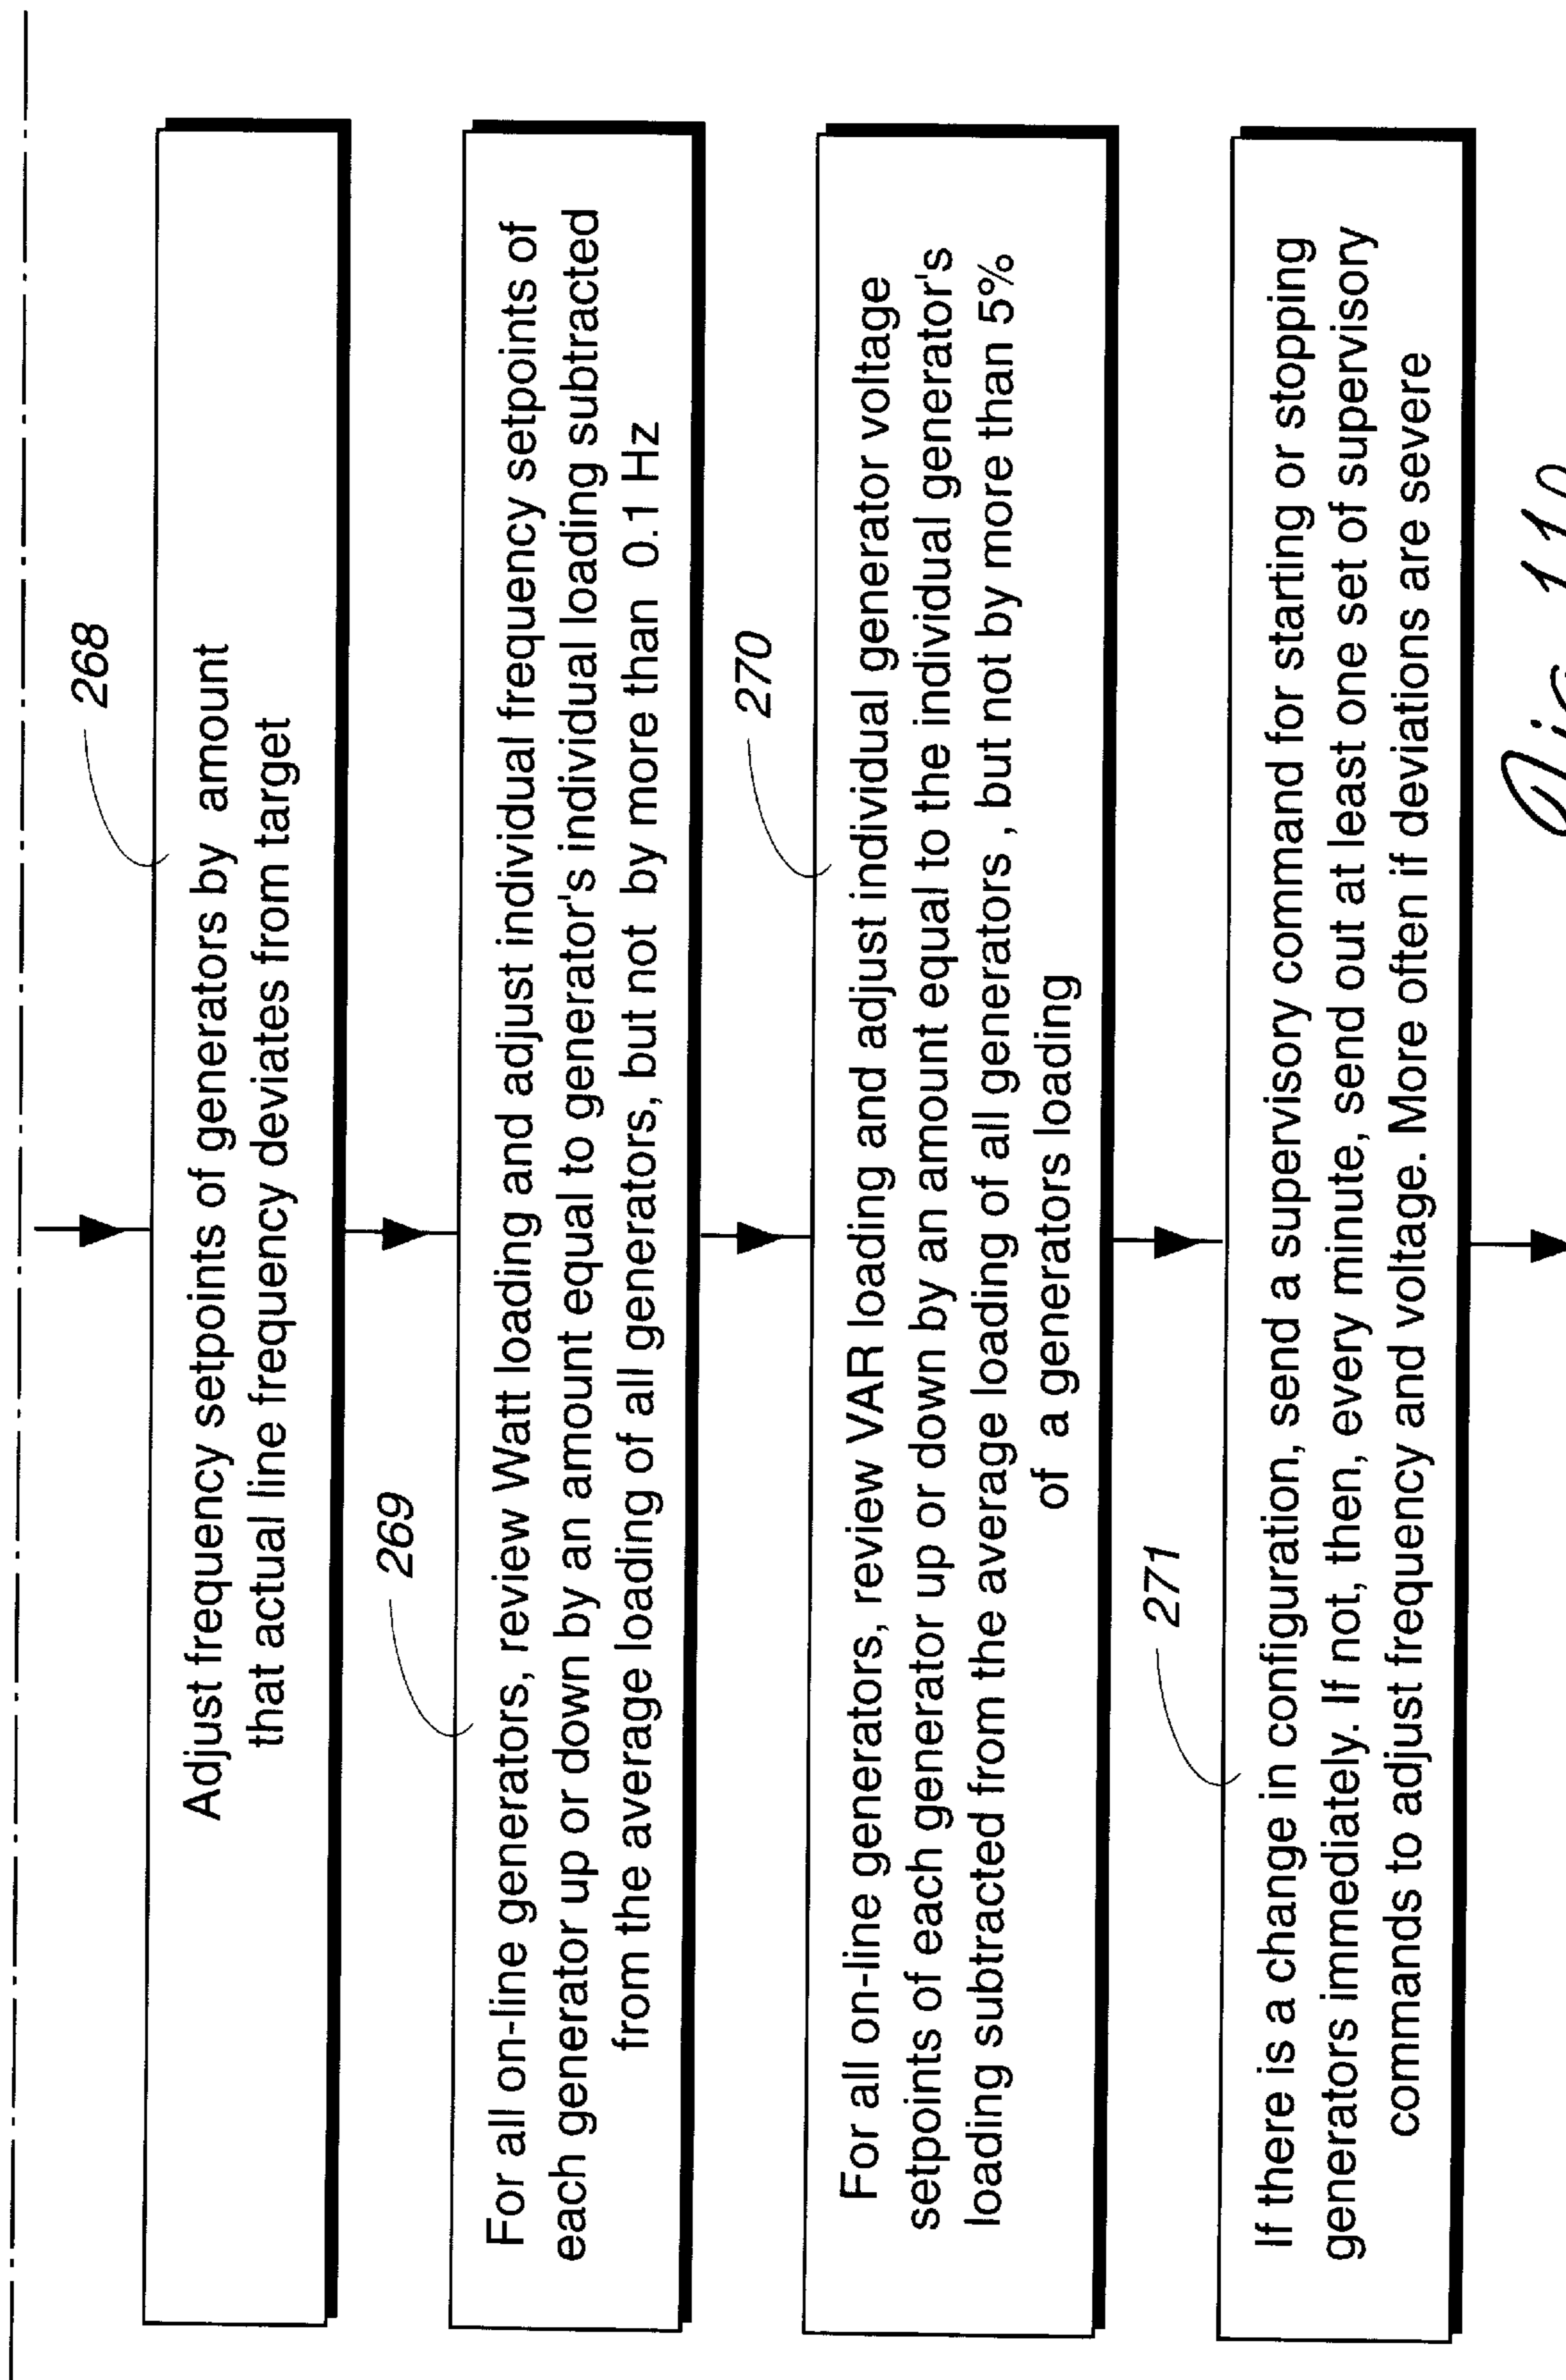 268
Adjust frequency setpoints of generators by amount
that actual line frequency deviates from target
269
For all on-line generators, review Watt loading and adjust individual frequency setpoints of
each generator up or down by an amount equal to generator's individual loading subtracted
from the average loading of all generators, but not by more than 0.1 Hz
270
For all on-line generators, review VAR loading and adjust individual generator voltage
setpoints of each generator up or down by an amount equal to the individual generator's
loading subtracted from the average loading of all generators , but not by more than 5%
of a generators loading
271
If there is a change in configuration, send a supervisory command for starting or stopping
generators immediately. If not, then, every minute, send out at least one set of supervisory
commands to adjust frequency and voltage. More often if deviations are severe